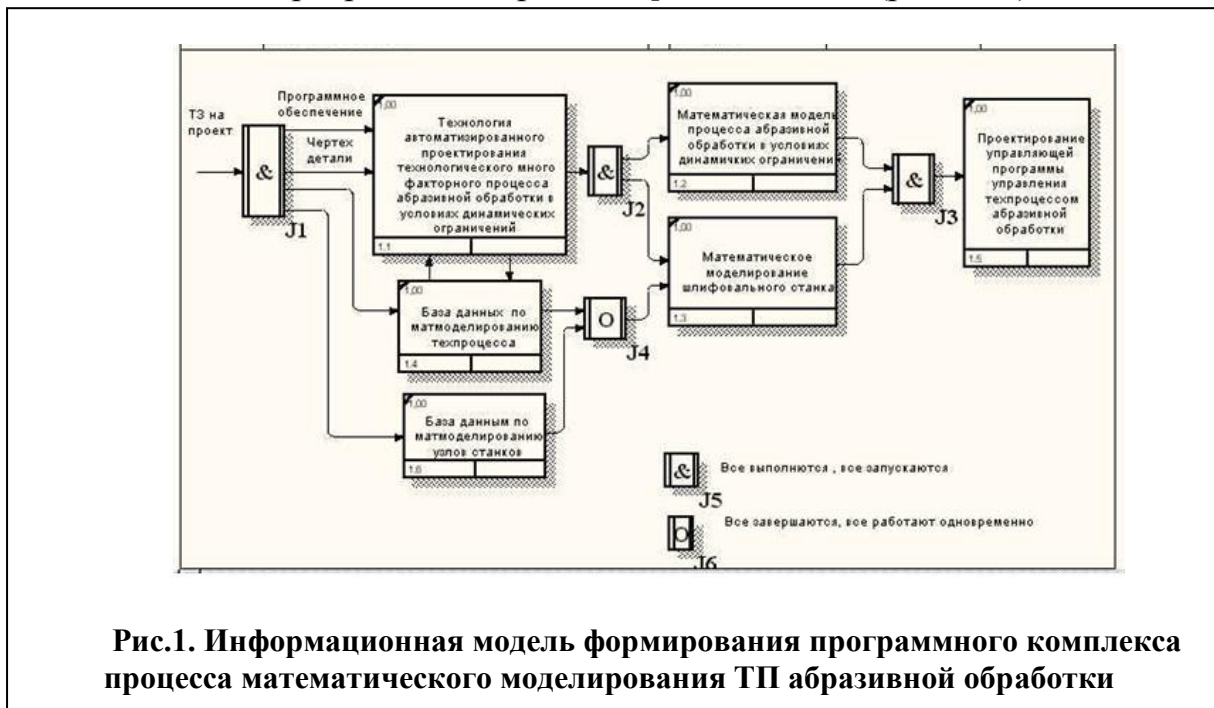 ТЗ на
проект
Программное
обеспечение
Чертех
детали
&
J1
1,00
Технология
автоматизированного
проектирования
технологического много
факторного процесса
абразивной обработки в
условиях динамических
ограничений
1.1
&
J2
1,00
Математическая модель
процесса абразивной
обработки в условиях
динамичких ограничени
1.2
&
J3
1,00
Проектирование
управляющей
программы
управления
техпроцессом
абразивной
обработки
1.5
1,00
Математическое
моделирование
шлифовального станка
1.3
1,00
База данных по
матмоделированию
техпроцесса
1.4
O
J4
1,00
База данным по
матмоделированию
узлов станков
1.6
&
J5
Все выполнются , все запускаются
O
J6
Все завершаются, все работают одновременно
Рис.1. Информационная модель формирования программного комплекса
процесса математического моделирования ТП абразивной обработки